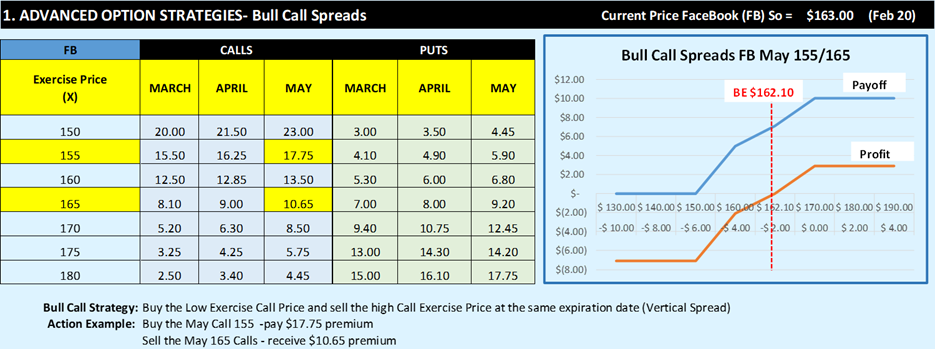 1. ADVANCED OPTION STRATEGIES- Bull Call Spreads Current Price FaceBook (FB) So = $163.00 (Feb 20)
FB CALLS PUTS
Exercise Price (X) MARCH APRIL MAY MARCH APRIL MAY
150 20.00 21.50 23.00 3.00 3.50 4.45
155 15.50 16.25 17.75 4.10 4.90 5.90
160 12.50 12.85 13.50 5.30 6.00 6.80
165 8.10 9.00 10.65 7.00 8.00 9.20
170 5.20 6.30 8.50 9.40 10.75 12.45
175 3.25 4.25 5.75 13.00 14.30 14.20
180 2.50 3.40 4.45 15.00 16.10 17.75
Bull Call Spreads FB May 155/165
$12.00
$10.00
$8.00
$6.00
$4.00
$2.00
$-
$(2.00)
$(4.00)
$(6.00)
$(8.00)
BE $162.10
Payoff
Profit
$ 130.00 $ 140.00 $ 150.00 $ 160.00 $ 162.10 $ 170.00 $ 180.00 $ 190.00
-$ 10.00 -$ 8.00 -$ 6.00 -$ 4.00 -$ 2.00 $ 0.00 $ 2.00 $ 4.00
Bull Call Strategy: Buy the Low Exercise Call Price and sell the high Call Exercise Price at the same expiration date (Vertical Spread)
Action Example: Buy the May Call 155 -pay $17.75 premium
Sell the May 165 Calls - receive $10.65 premium